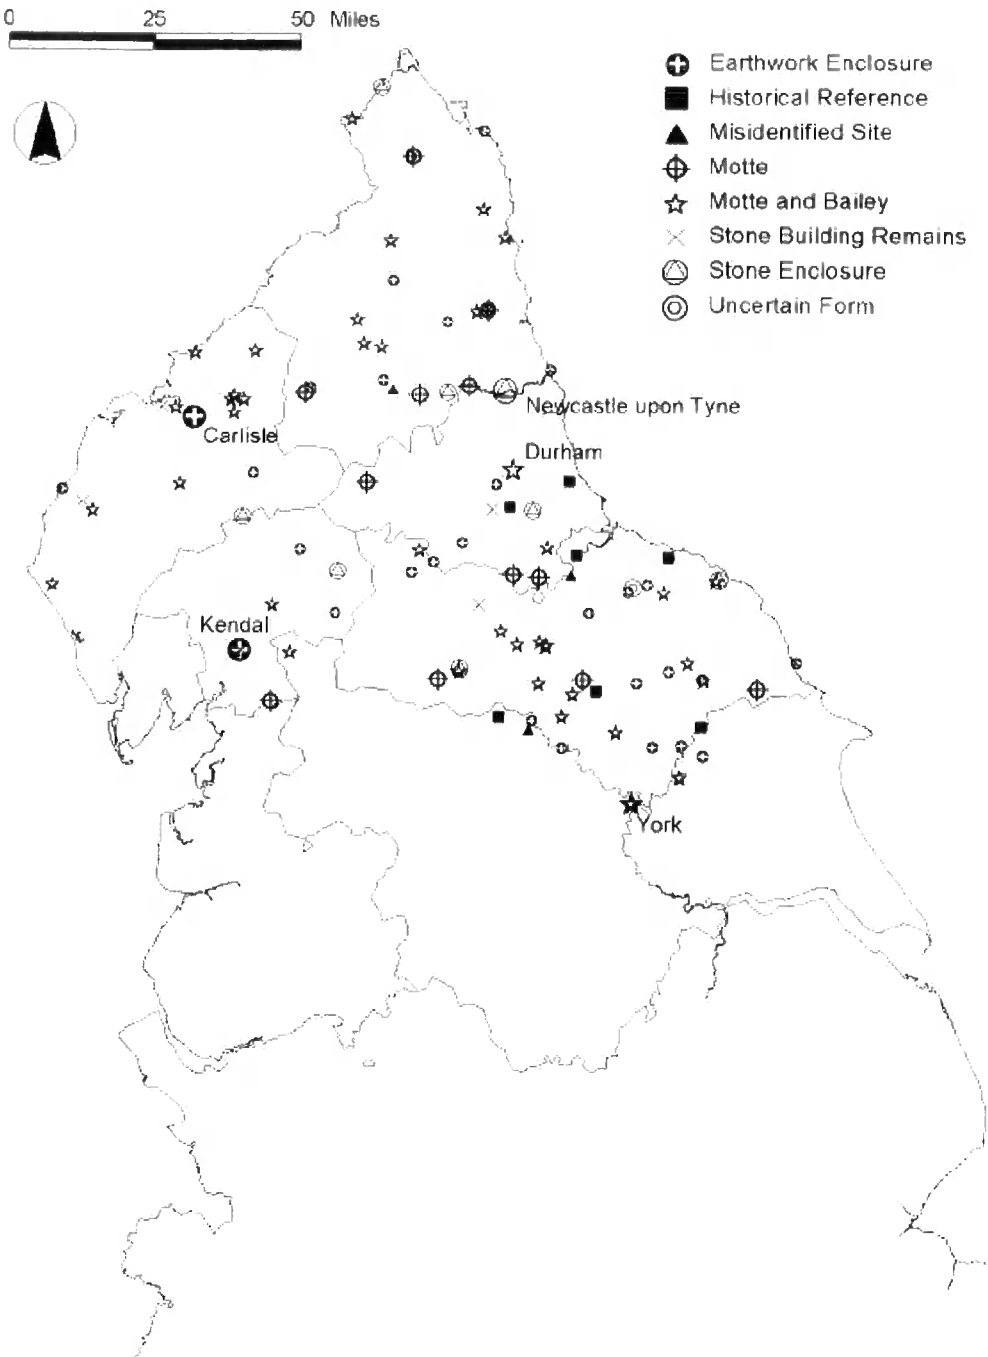 0 25 50 Miles
Earthwork Enclosure
Historical Reference
Misidentified Site
Motte
Motte and Bailey
Stone Building Remains
Stone Enclosure
Uncertain Form
Newcastle upon Tyne
Carlisle
Durham
Kendal
York